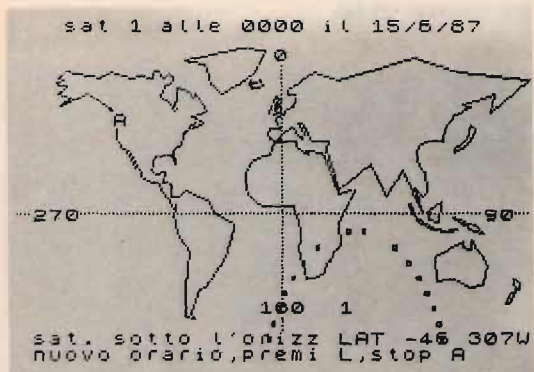 sat 1 alle 0000 il 15/6/87
0
A
270
90
180 1
sat. sotto l'orizz LAT -46 307W
nuovo orario,premi L,stop A